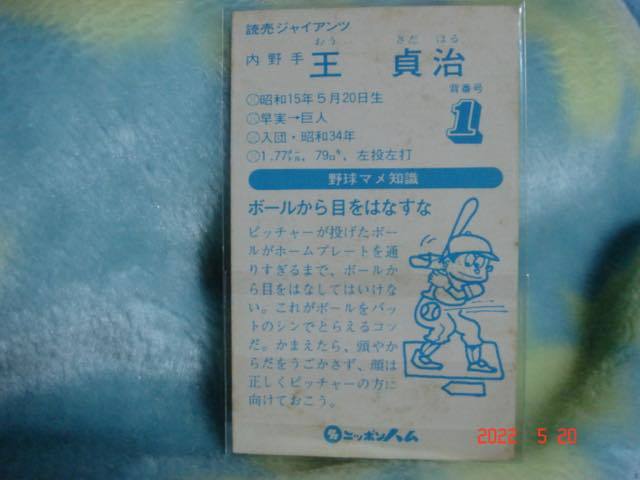 読売ジャイアンツ
おう さだ はる
内野手 王 貞治
背番号
1
昭和15年5月20日生
早実→巨人
入団・昭和34年
1.77㍍、79㌔、左投左打
野球マメ知識
ボールから目をはなすな
ピッチャーが投げたボー
ルがホームプレートを通
りすぎるまで、ボールか
ら目をはなしてはいけな
い。これがボールをバッ
トのシンでとらえるコツ
だ。かまえたら、頭やか
らだをうごかさず、顔は
正しくピッチャーの方に
向けておこう。
ニッポンハム
2022 5 20